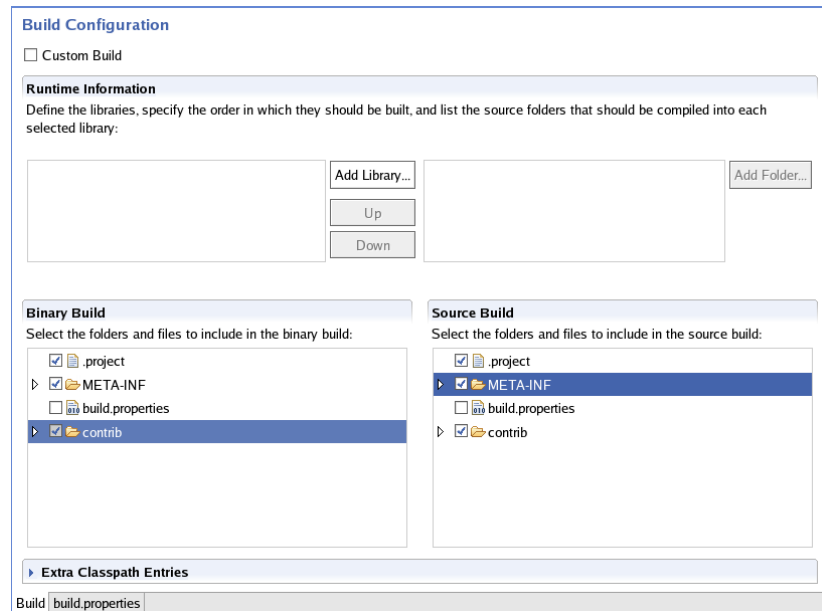 Build Configuration
Custom Build
Runtime Information
Define the libraries, specify the order in which they should be built, and list the source folders that should be compiled into each
selected library:
Add Library...
Add Folder...
Up
Down
Binary Build
Select the folders and files to include in the binary build:
.project
META-INF
build.properties
contrib
Source Build
Select the folders and files to include in the source build:
.project
META-INF
build.properties
contrib
Extra Classpath Entries
Build build.properties